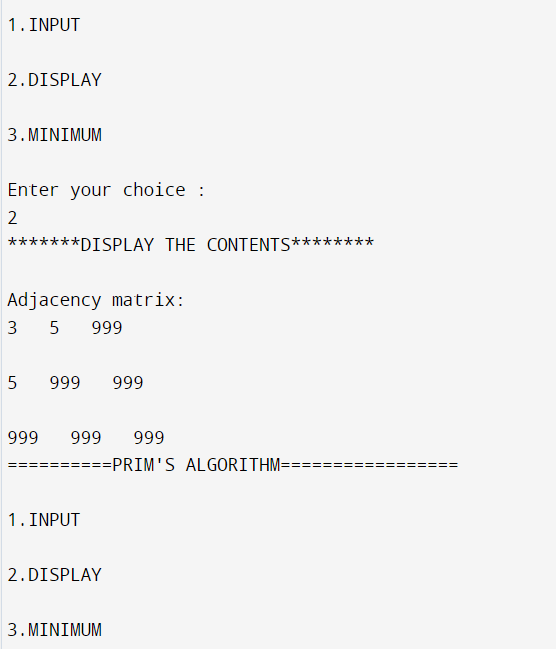 1.INPUT
2.DISPLAY
3.MINIMUM
Enter your choice :
2
*******DISPLAY THE CONTENTS********
Adjacency matrix:
3   5   999
5   999   999
999   999   999
==========PRIM'S ALGORITHM=================
1.INPUT
2.DISPLAY
3.MINIMUM